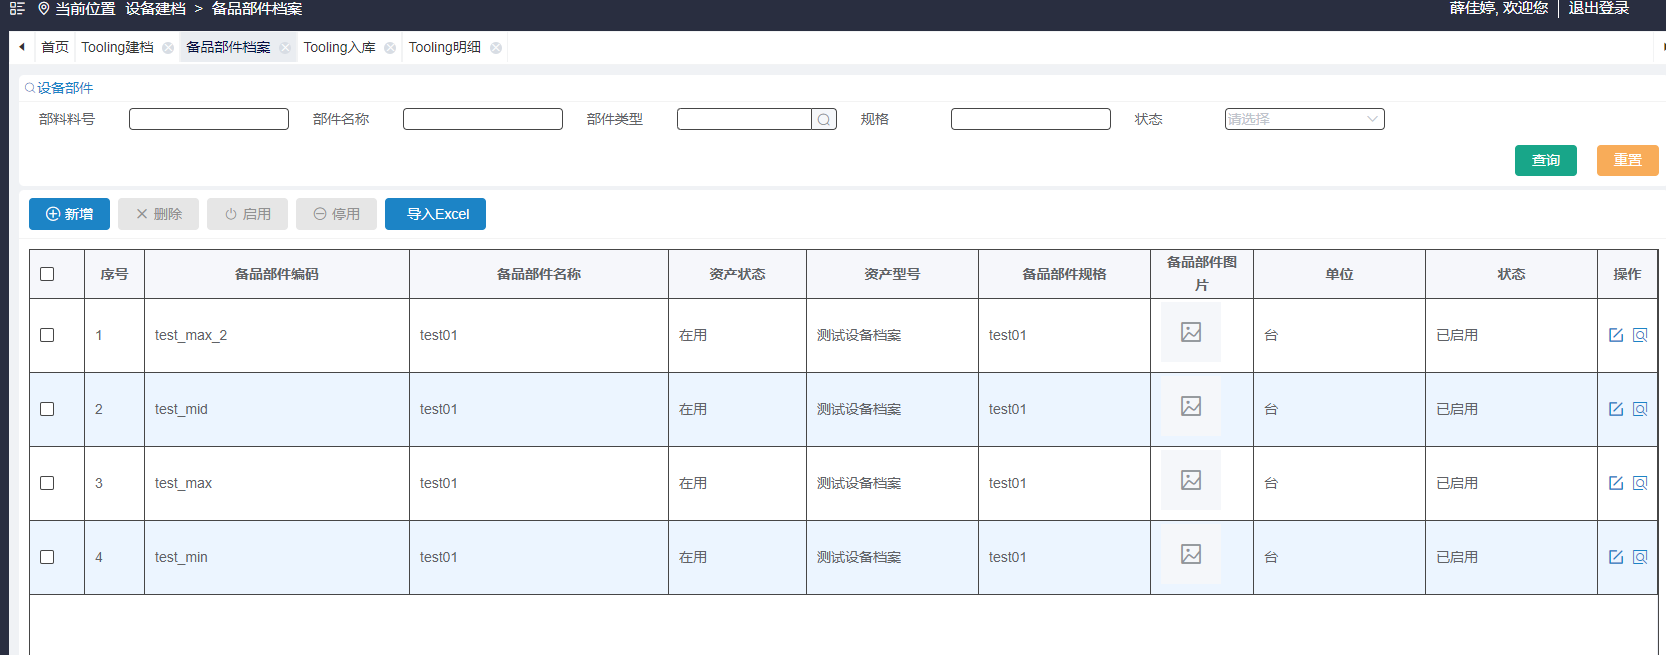 当前位置 设备建档 > 备品部件档案
薛佳婷, 欢迎您 退出登录
首页 Tooling建档 备品部件档案 Tooling入库 Tooling明细
设备部件
部料料号 部件名称 部件类型 规格 状态 请选择
查询 重置
新增 删除 启用 停用 导入Excel
序号 备品部件编码 备品部件名称 资产状态 资产型号 备品部件规格 备品部件图片 单位 状态 操作
1 test_max_2 test01 在用 测试设备档案 test01 台 已启用
2 test_mid test01 在用 测试设备档案 test01 台 已启用
3 test_max test01 在用 测试设备档案 test01 台 已启用
4 test_min test01 在用 测试设备档案 test01 台 已启用